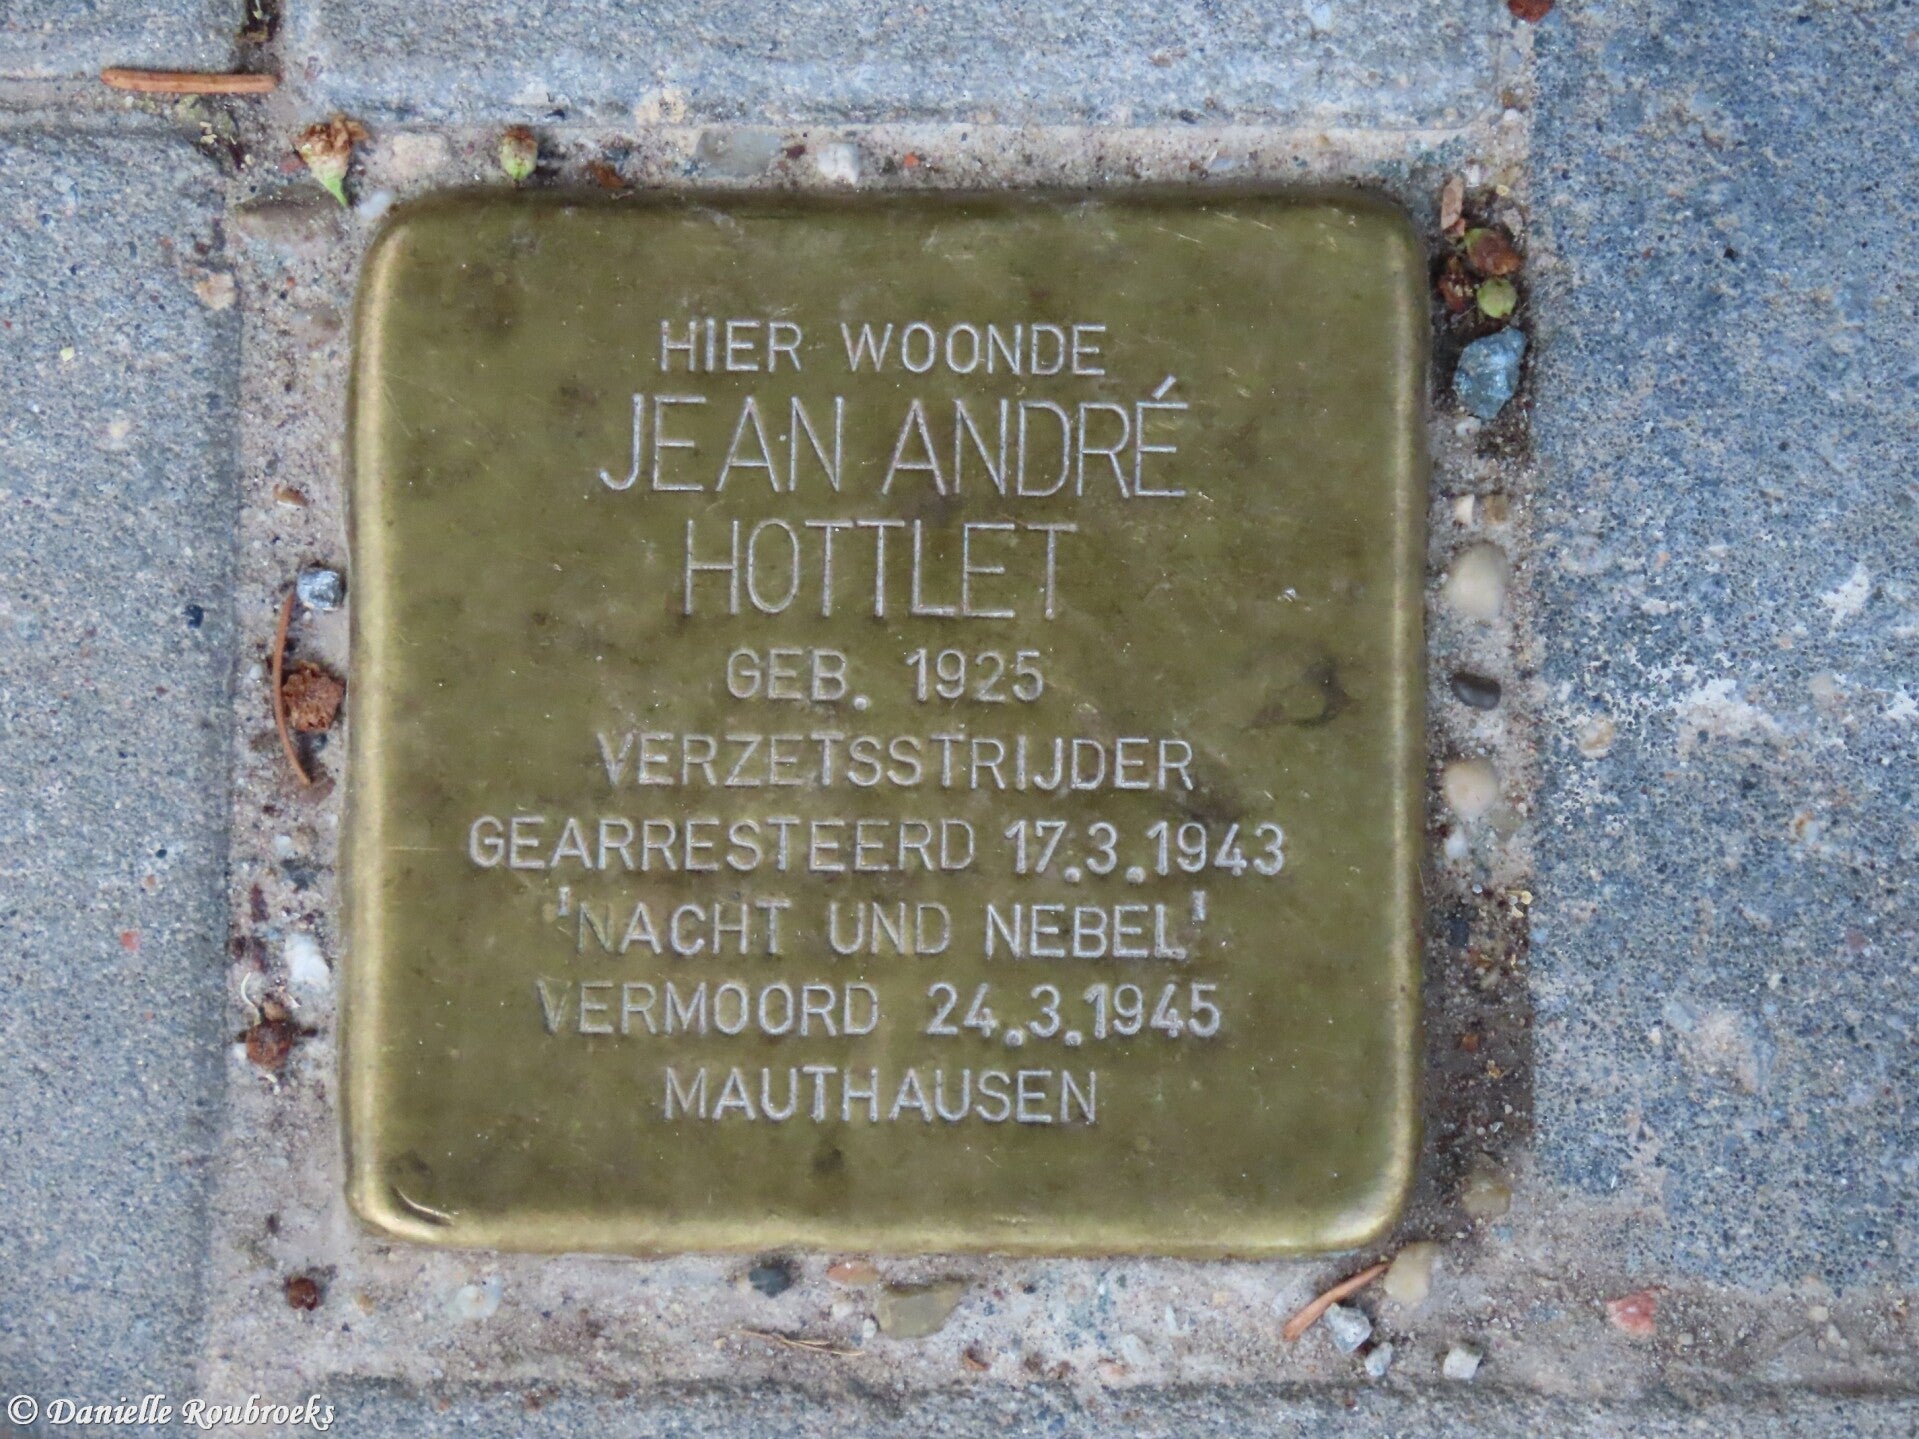 HIER WOONDE
JEAN ANDRÉ
HOTTLET
GEB. 1925
VERZETSSTRIJDER
GEARRESTEERD 17.3.1943
'NACHT UND NEBEL'
VERMOORD 24.3.1945
MAUTHAUSEN
© Danielle Roubroeks